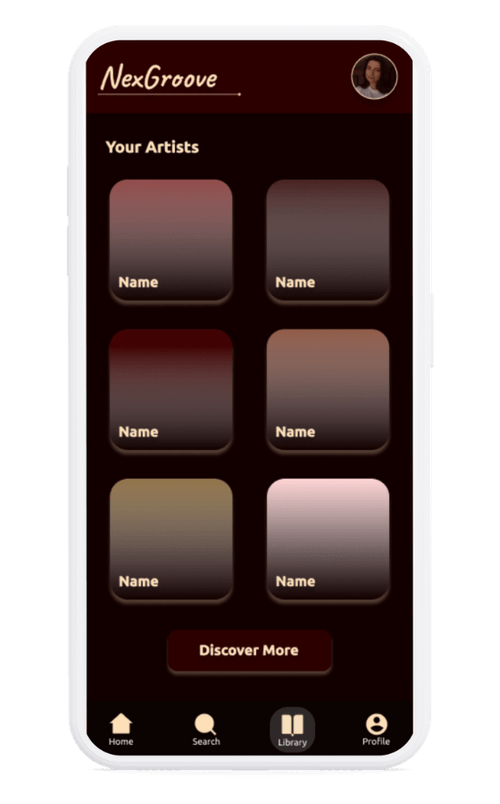 NexGroove
Your Artists
Name
Name
Name
Name
Name
Name
Discover More
Home
Search
Library
Profile